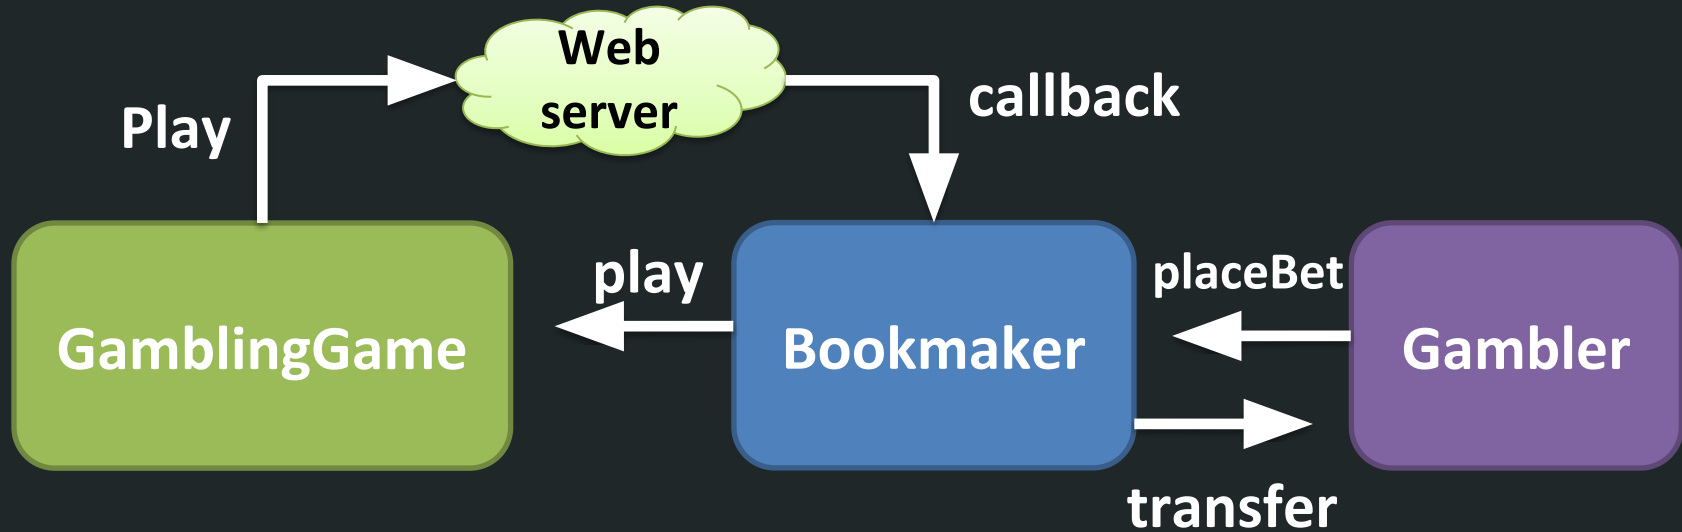 Web
server
Play
callback
play
placeBet
GamblingGame
Bookmaker
Gambler
transfer